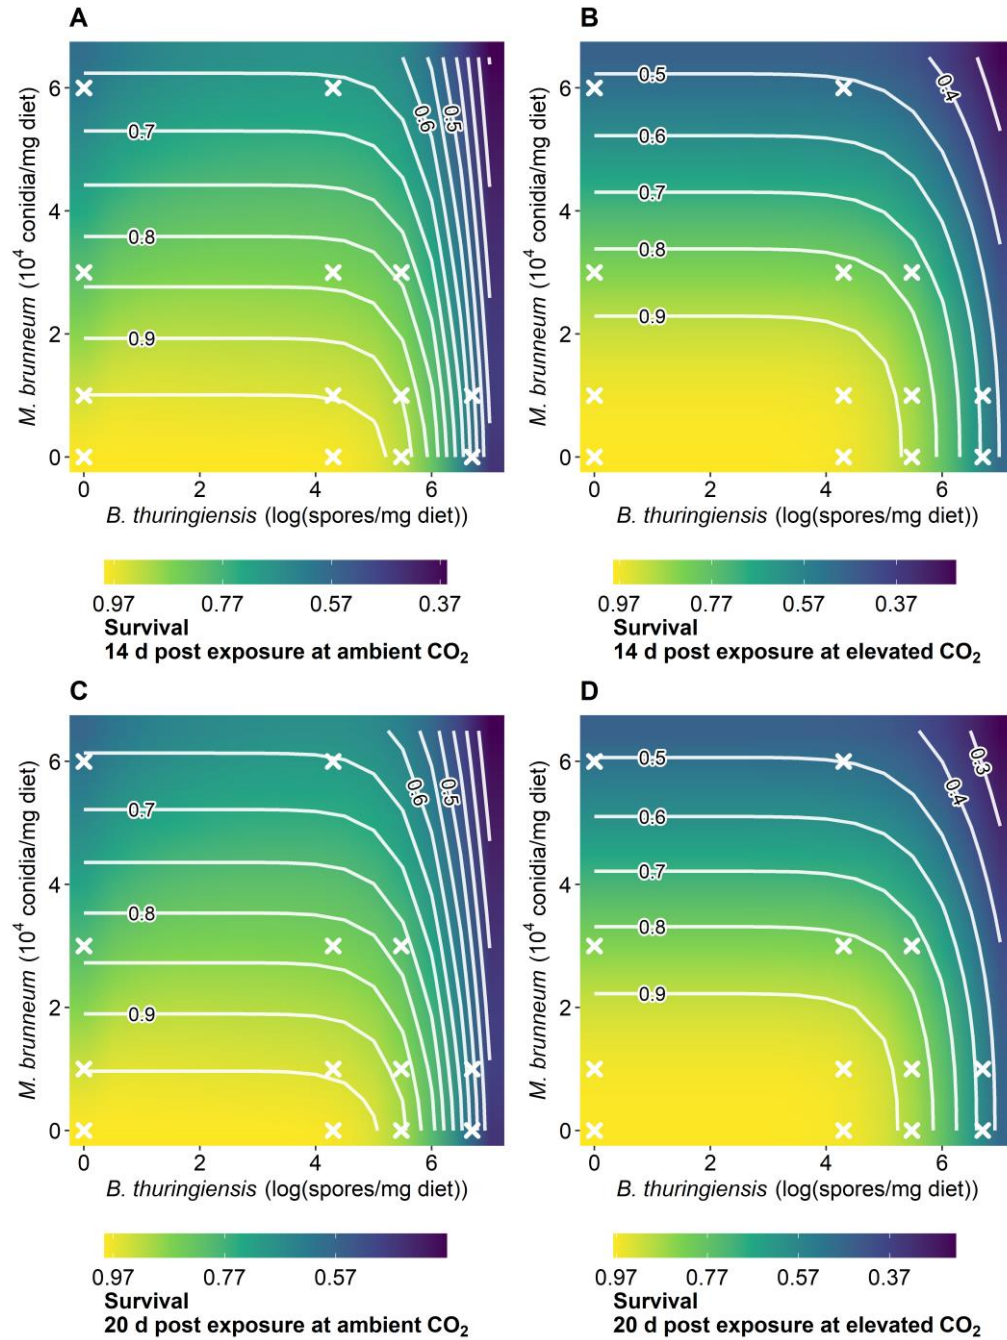 A
6
4
2
0
0.7
0.8
0.9
0.6
0.5
0 2 4 6
M. brunneum (10⁴ conidia/mg diet)
B. thuringiensis (log(spores/mg diet))
0.97 0.77 0.57 0.37
Survival
14 d post exposure at ambient CO₂
B
6
4
2
0
0.5
0.6
0.7
0.8
0.9
0.4
0 2 4 6
M. brunneum (10⁴ conidia/mg diet)
B. thuringiensis (log(spores/mg diet))
0.97 0.77 0.57 0.37
Survival
14 d post exposure at elevated CO₂
C
6
4
2
0
0.7
0.8
0.9
0.6
0.5
0 2 4 6
M. brunneum (10⁴ conidia/mg diet)
B. thuringiensis (log(spores/mg diet))
0.97 0.77 0.57
Survival
20 d post exposure at ambient CO₂
D
6
4
2
0
0.5
0.6
0.7
0.8
0.9
0.4
0.3
0 2 4 6
M. brunneum (10⁴ conidia/mg diet)
B. thuringiensis (log(spores/mg diet))
0.97 0.77 0.57 0.37
Survival
20 d post exposure at elevated CO₂